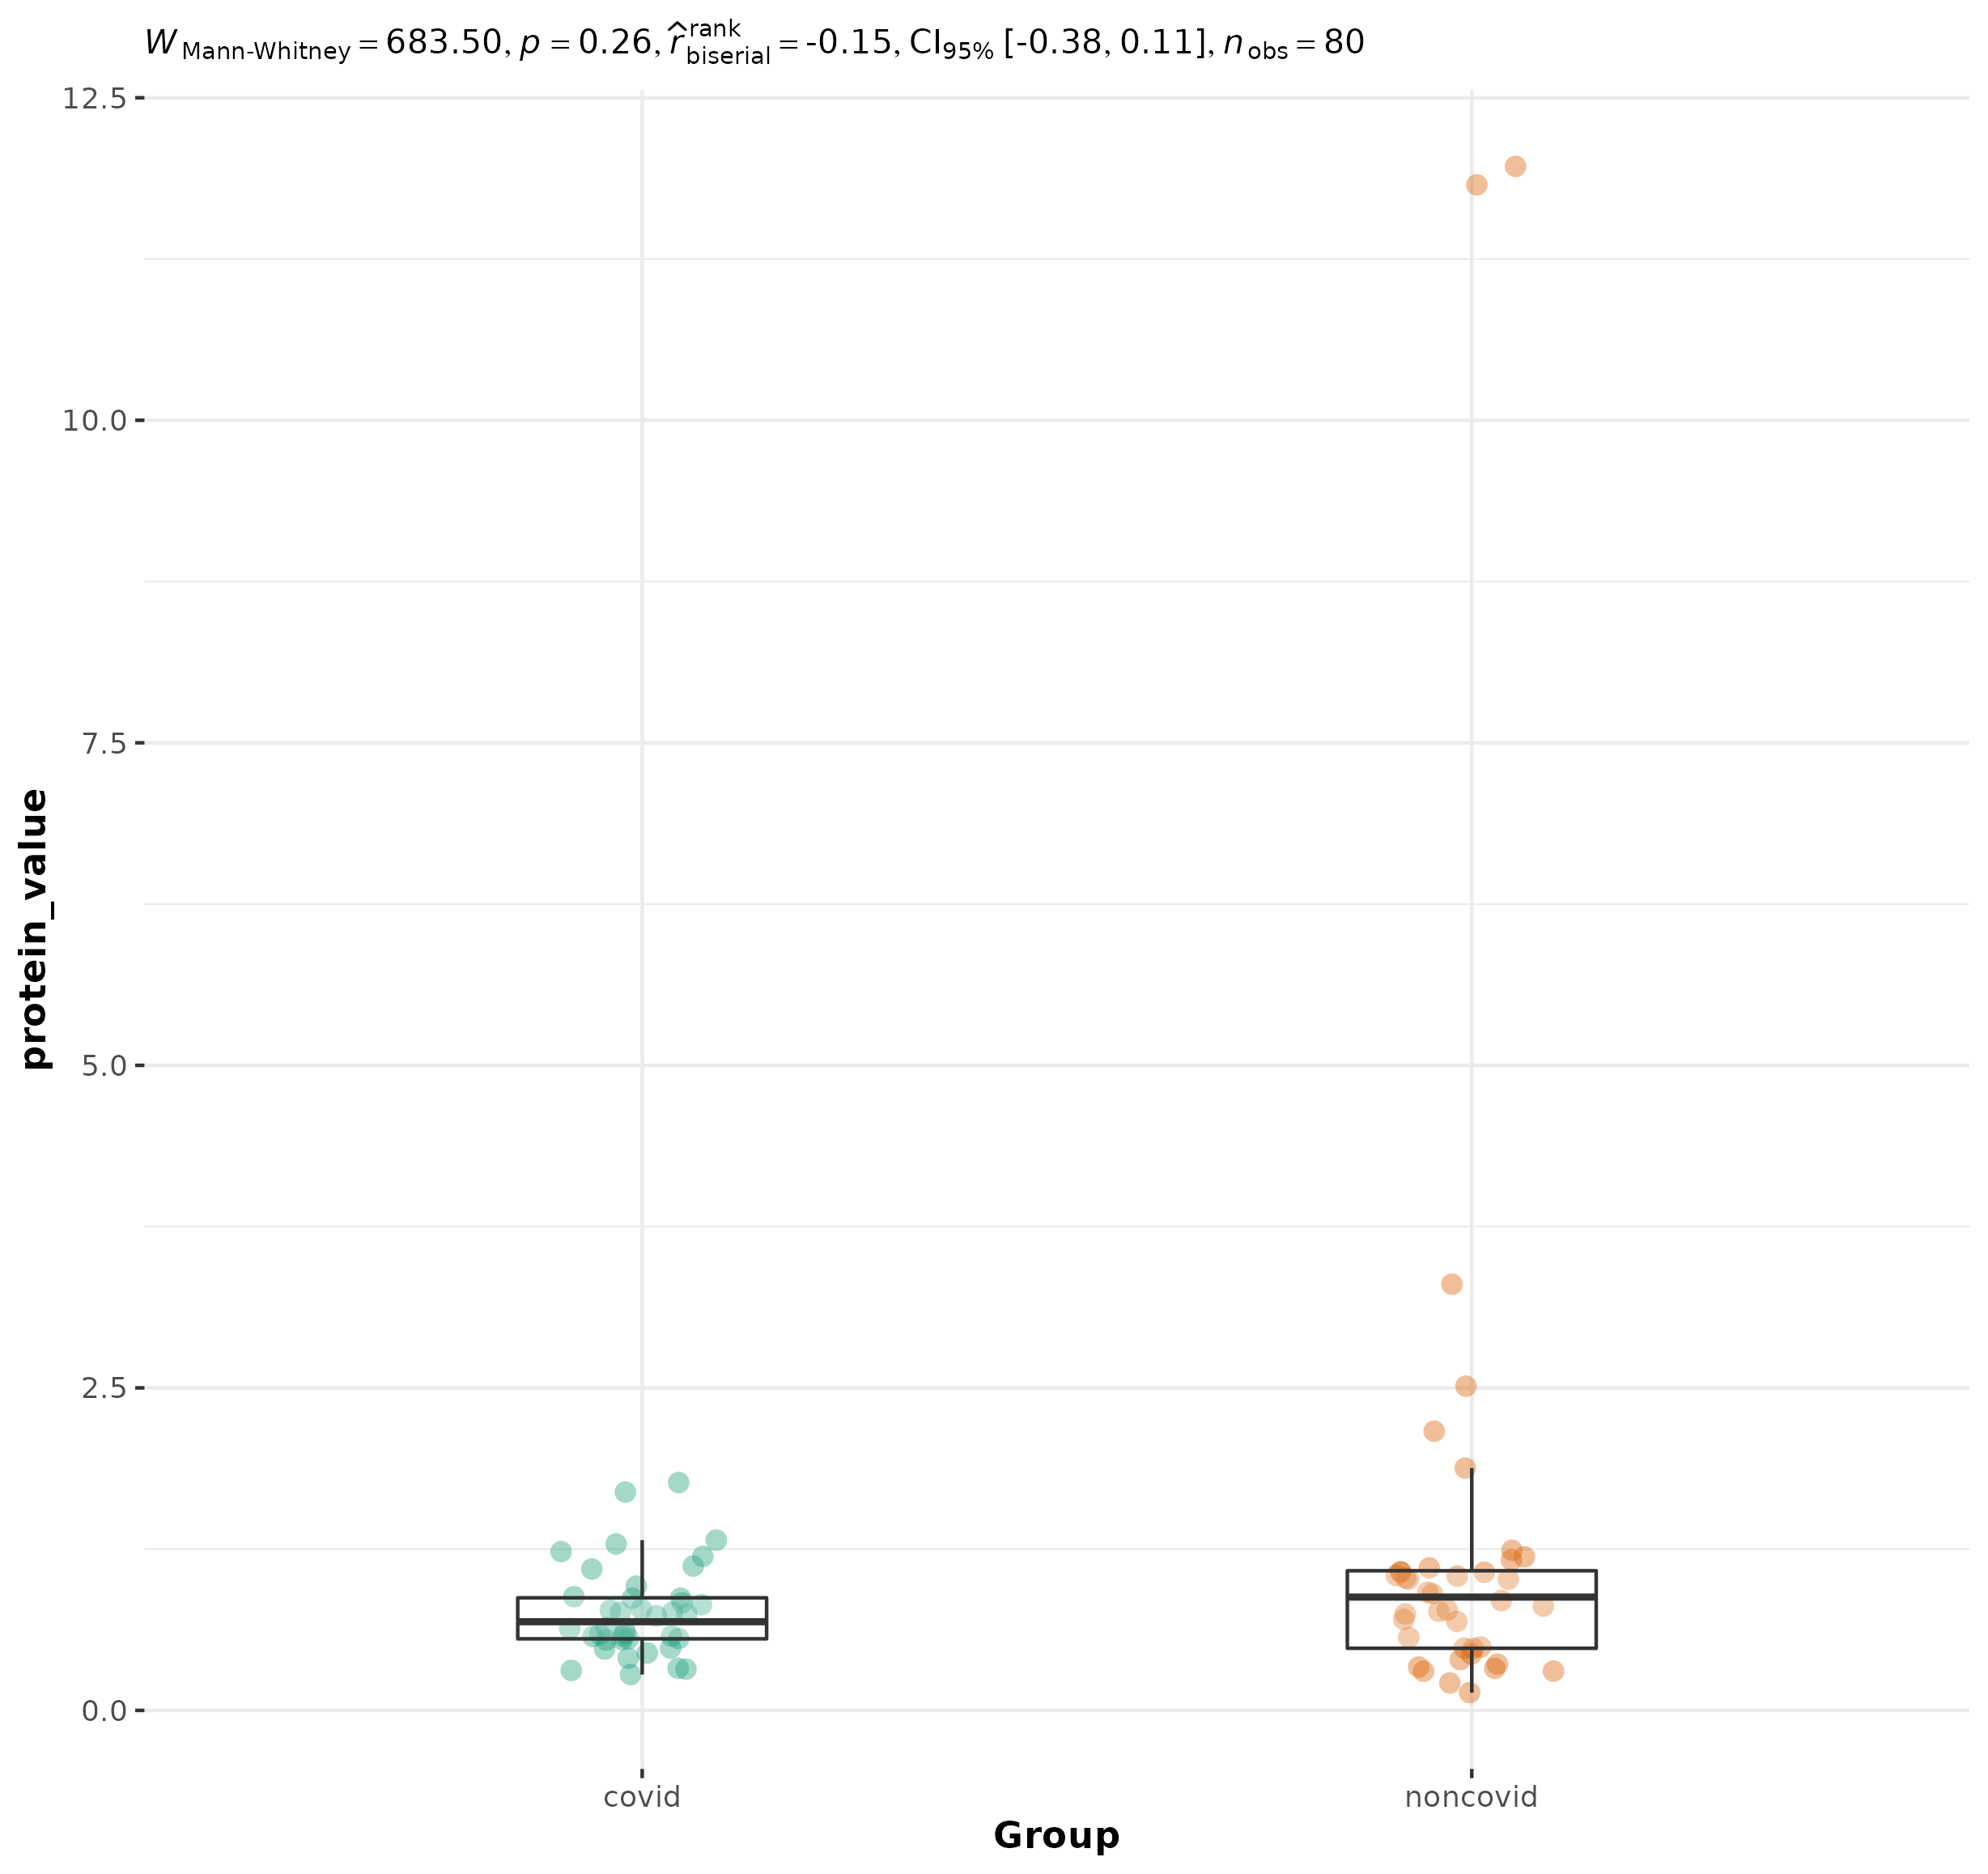 W Mann-Whitney = 683.50, p = 0.26, r̂ rank biserial = -0.15, CI95% [-0.38, 0.11], n obs = 80
12.5
10.0
7.5
5.0
2.5
0.0
protein_value
covid noncovid
Group